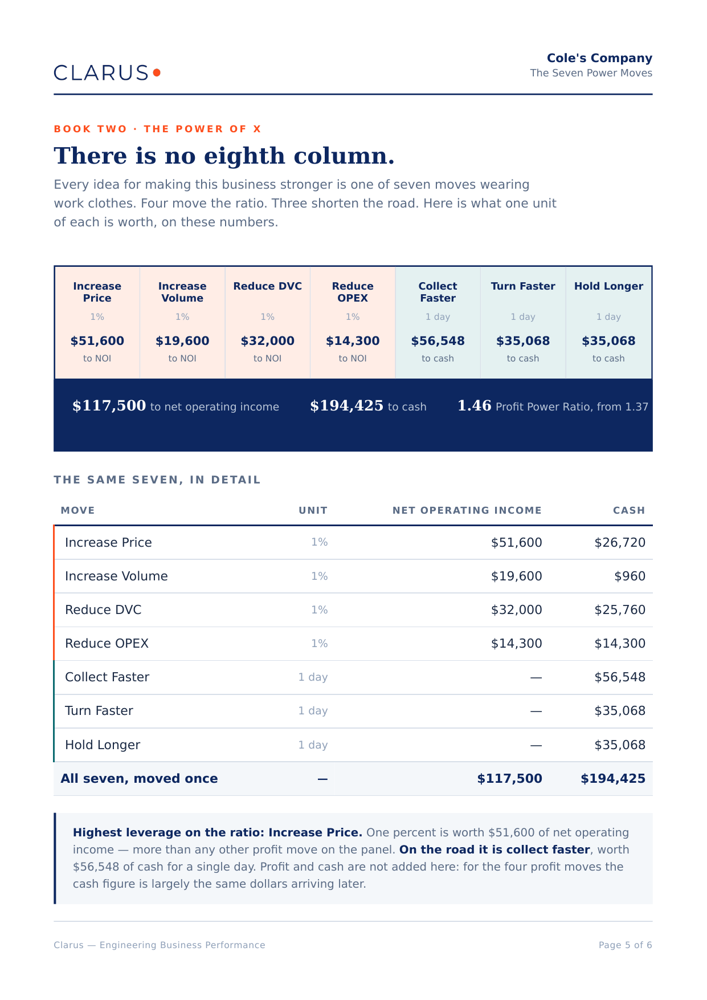 CLARUS
Cole's Company
The Seven Power Moves
BOOK TWO · THE POWER OF X
There is no eighth column.
Every idea for making this business stronger is one of seven moves wearing
work clothes. Four move the ratio. Three shorten the road. Here is what one unit
of each is worth, on these numbers.
Increase Price
1%
$51,600
to NOI
Increase Volume
1%
$19,600
to NOI
Reduce DVC
1%
$32,000
to NOI
Reduce OPEX
1%
$14,300
to NOI
Collect Faster
1 day
$56,548
to cash
Turn Faster
1 day
$35,068
to cash
Hold Longer
1 day
$35,068
to cash
$117,500 to net operating income $194,425 to cash 1.46 Profit Power Ratio, from 1.37
THE SAME SEVEN, IN DETAIL
MOVE UNIT NET OPERATING INCOME CASH
Increase Price 1% $51,600 $26,720
Increase Volume 1% $19,600 $960
Reduce DVC 1% $32,000 $25,760
Reduce OPEX 1% $14,300 $14,300
Collect Faster 1 day — $56,548
Turn Faster 1 day — $35,068
Hold Longer 1 day — $35,068
All seven, moved once — $117,500 $194,425
Highest leverage on the ratio: Increase Price. One percent is worth $51,600 of net operating
income — more than any other profit move on the panel. On the road it is collect faster, worth
$56,548 of cash for a single day. Profit and cash are not added here: for the four profit moves the
cash figure is largely the same dollars arriving later.
Clarus — Engineering Business Performance
Page 5 of 6